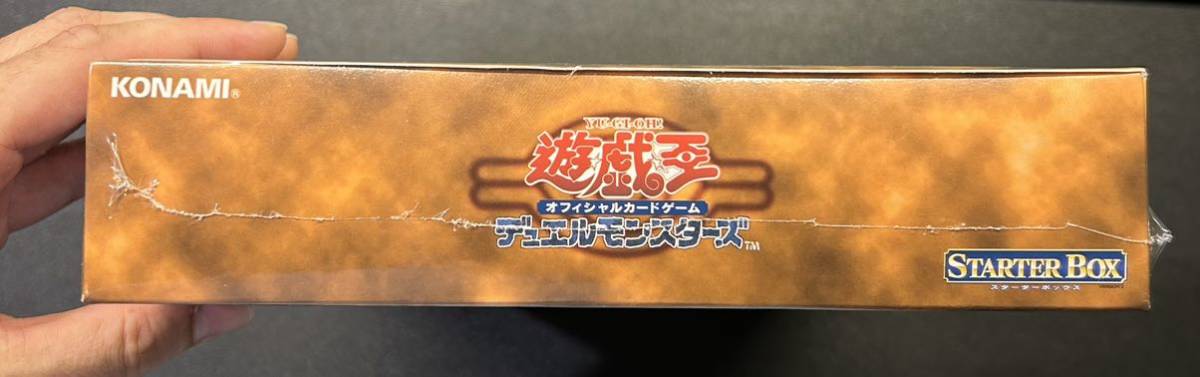 KONAMI®
YU-GI-OH!
遊戯王
オフィシャルカードゲーム
デュエルモンスターズ™
STARTER BOX
スターターボックス